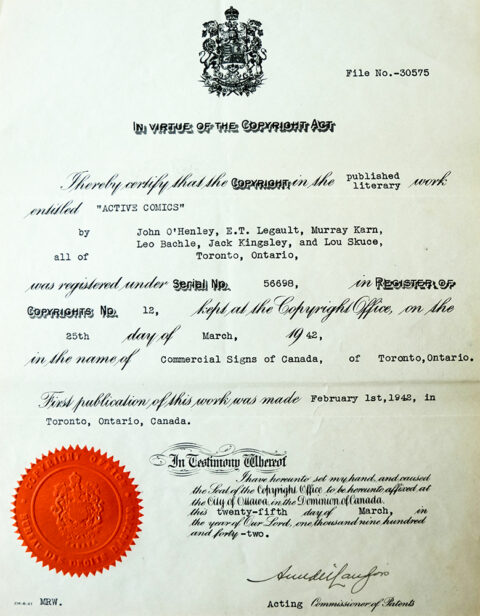 File No.-30575
IN VIRTUE OF THE COPYRIGHT ACT
I hereby certify that the COPYRIGHT in the published literary work
entitled "ACTIVE COMICS"
by John O'Henley, E.T. Legault, Murray Karn,
Leo Bachle, Jack Kingsley, and Lou Skuce,
all of Toronto, Ontario,
was registered under SERIAL NO. 56698, in REGISTER OF
COPYRIGHTS NO. 12, kept at the Copyright Office, on the
25th day of March, 1942,
in the name of Commercial Signs of Canada, of Toronto,Ontario.
First publication of this work was made February 1st,1942, in
Toronto, Ontario, Canada.
In Testimony Whereof
I have hereunto set my hand, and caused
the Seal of the Copyright Office to be hereunto affixed at
the City of Ottawa, in the Dominion of Canada.
this twenty-fifth day of March, in
the year of Our Lord, one thousand nine hundred
and forty-two.
MRW.
Acting Commissioner of Patents